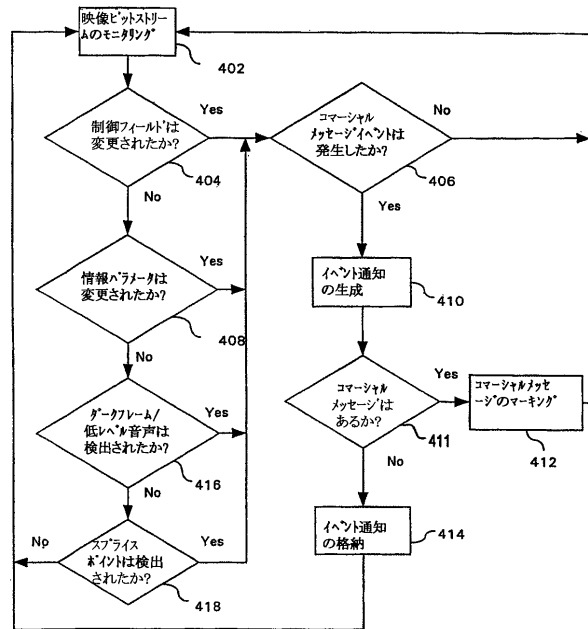 映像ビットストリー
ムのモニタリング
402
Yes
制御フィールドは
変更されたか?
404
No
コマーシャル
メッセージイベントは
発生したか?
No
406
Yes
情報パラメータは
変更されたか?
Yes
408
No
イベント通知
の生成
410
データフレーム/
低レベル音声は
検出されたか?
Yes
416
No
コマーシャル
メッセージは
あるか?
Yes
411
No
コマーシャルメッセ
ージのマーキング
412
No
スプライス
ポイントは検出
されたか?
Yes
418
イベント通知
の格納
414